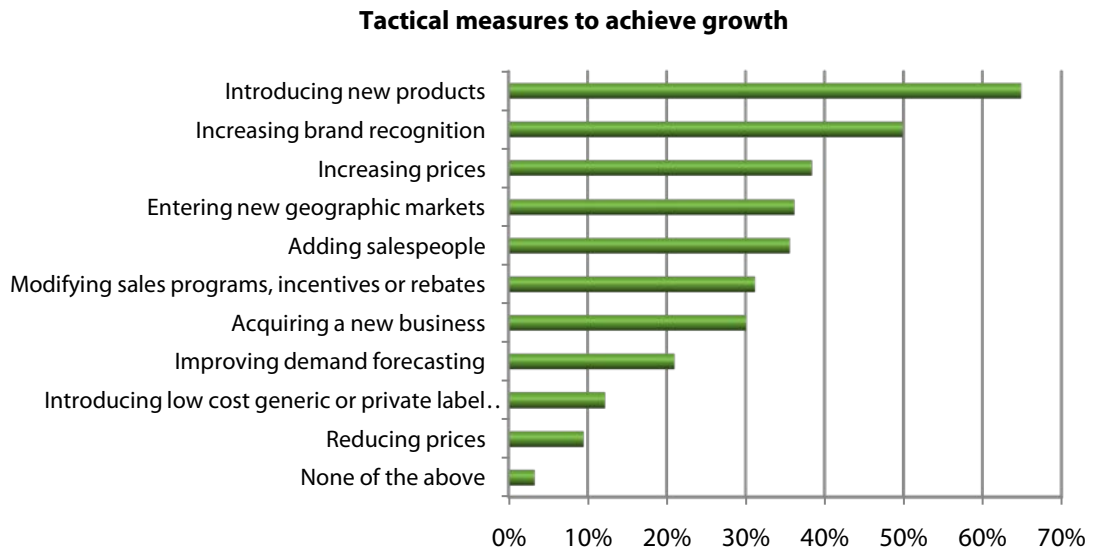 Tactical measures to achieve growth
Introducing new products
Increasing brand recognition
Increasing prices
Entering new geographic markets
Adding salespeople
Modifying sales programs, incentives or rebates
Acquiring a new business
Improving demand forecasting
Introducing low cost generic or private label..
Reducing prices
None of the above
0% 10% 20% 30% 40% 50% 60% 70%